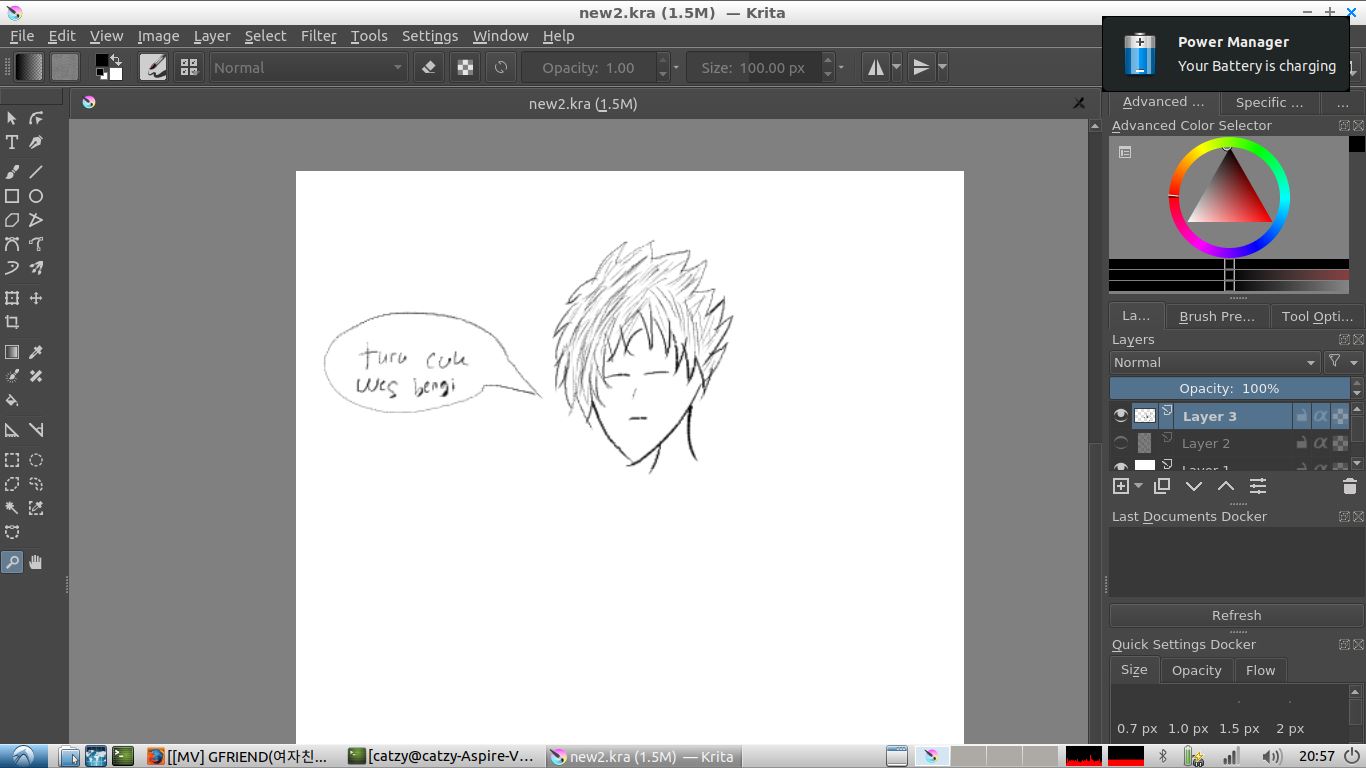 new2.kra (1.5M) — Krita
File Edit View Image Layer Select Filter Tools Settings Window Help
Power Manager
Your Battery is charging
Normal
Opacity: 1.00
Size: 100.00 px
new2.kra (1.5M)
Advanced ...
Specific ...
...
Advanced Color Selector
turu cuk
wes bengi
La...
Brush Pre...
Tool Opti...
Layers
Normal
Opacity: 100%
Layer 3
Layer 2
Layer 1
Last Documents Docker
Refresh
Quick Settings Docker
Size
Opacity
Flow
0.7 px 1.0 px 1.5 px 2 px
[[MV] GFRIEND(여자친...
[catzy@catzy-Aspire-V...
new2.kra (1.5M) — Krita
20:57